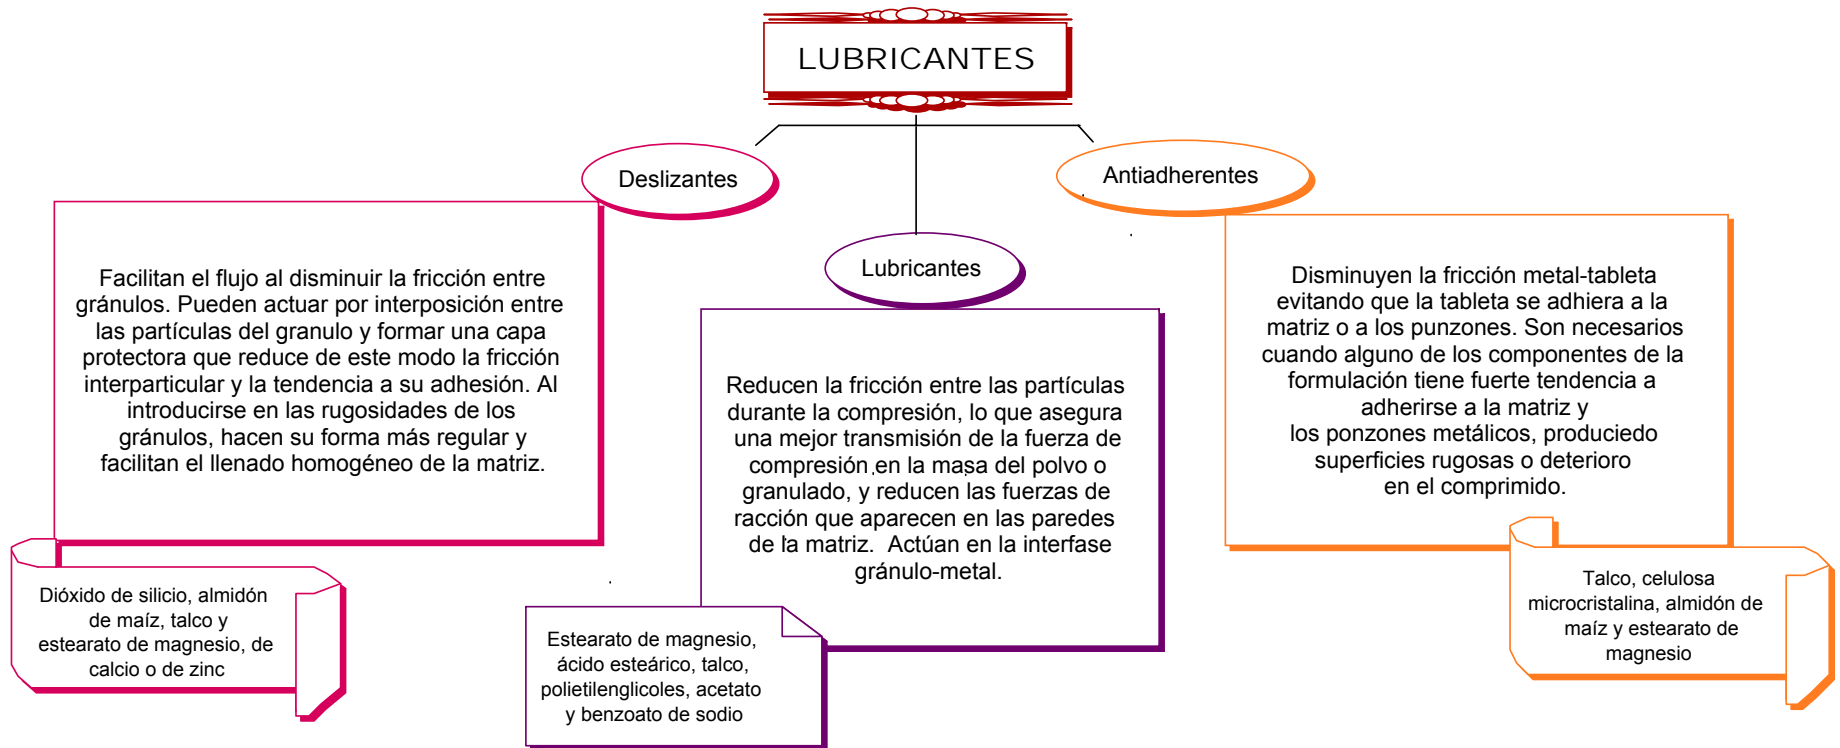 LUBRICANTES
Deslizantes
Facilitan el flujo al disminuir la fricción entre
gránulos. Pueden actuar por interposición entre
las partículas del granulo y formar una capa
protectora que reduce de este modo la fricción
interparticular y la tendencia a su adhesión. Al
introducirse en las rugosidades de los
gránulos, hacen su forma más regular y
facilitan el llenado homogéneo de la matriz.
Dióxido de silicio, almidón
de maíz, talco y
estearato de magnesio, de
calcio o de zinc
Lubricantes
Reducen la fricción entre las partículas
durante la compresión, lo que asegura
una mejor transmisión de la fuerza de
compresión en la masa del polvo o
granulado, y reducen las fuerzas de
racción que aparecen en las paredes
de la matriz. Actúan en la interfase
gránulo-metal.
Estearato de magnesio,
ácido esteárico, talco,
polietilenglicoles, acetato
y benzoato de sodio
Antiadherentes
Disminuyen la fricción metal-tableta
evitando que la tableta se adhiera a la
matriz o a los punzones. Son necesarios
cuando alguno de los componentes de la
formulación tiene fuerte tendencia a
adherirse a la matriz y
los ponzones metálicos, produciedo
superficies rugosas o deterioro
en el comprimido.
Talco, celulosa
microcristalina, almidón de
maíz y estearato de
magnesio